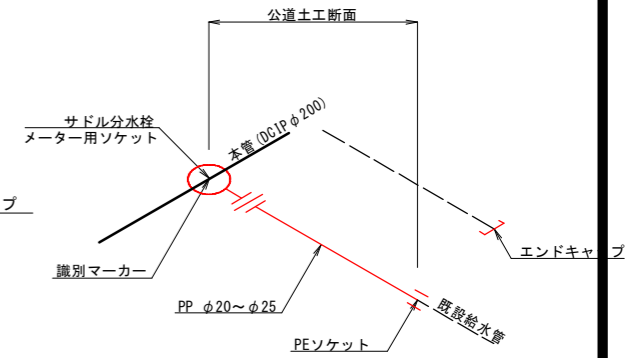 公道土工断面
サドル分水栓
メーター用ソケット
本管(DCIPφ200)
プ
エンドキャップ
識別マーカー
PP φ20～φ25
既設給水管
PEソケット